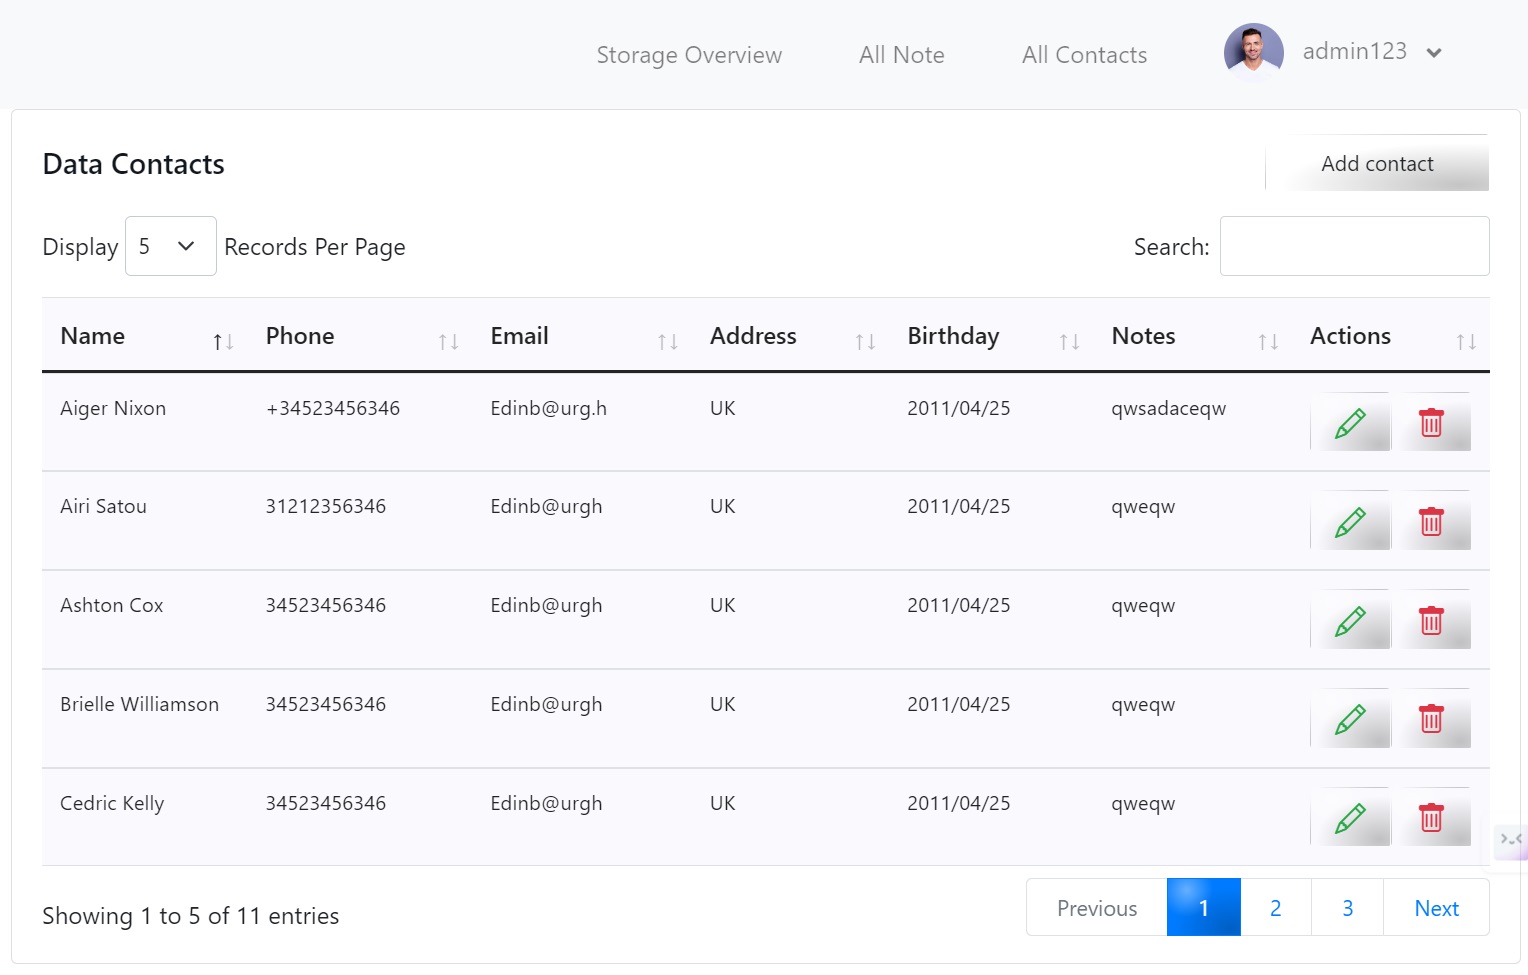 Storage Overview All Note All Contacts admin123
Data Contacts Add contact
Display 5 Records Per Page Search:
Name Phone Email Address Birthday Notes Actions
Aiger Nixon +34523456346 Edinb@urg.h UK 2011/04/25 qwsadaceqw
Airi Satou 31212356346 Edinb@urgh UK 2011/04/25 qweqw
Ashton Cox 34523456346 Edinb@urgh UK 2011/04/25 qweqw
Brielle Williamson 34523456346 Edinb@urgh UK 2011/04/25 qweqw
Cedric Kelly 34523456346 Edinb@urgh UK 2011/04/25 qweqw
Showing 1 to 5 of 11 entries Previous 1 2 3 Next